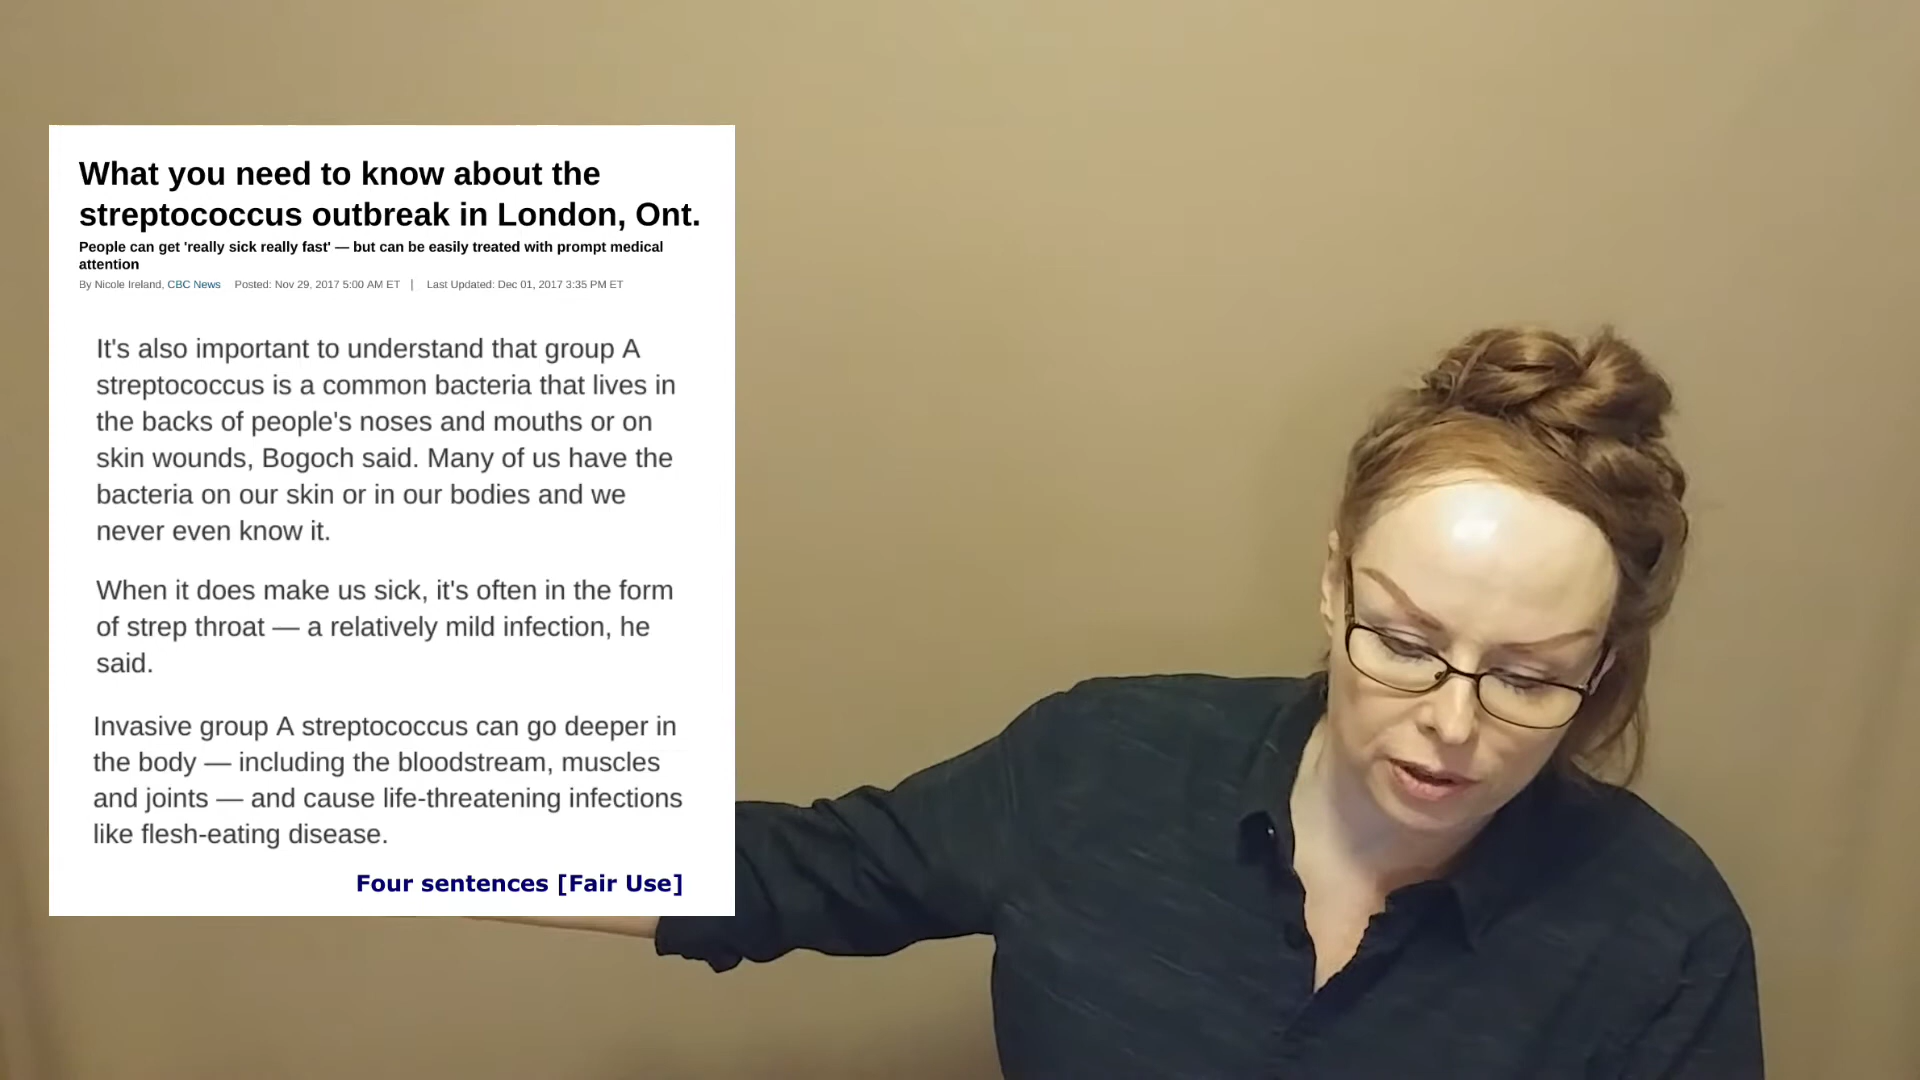 What you need to know about the
streptococcus outbreak in London, Ont.
People can get 'really sick really fast' — but can be easily treated with prompt medical
attention
By Nicole Ireland, CBC News Posted: Nov 29, 2017 5:00 AM ET | Last Updated: Dec 01, 2017 3:35 PM ET
It's also important to understand that group A
streptococcus is a common bacteria that lives in
the backs of people's noses and mouths or on
skin wounds, Bogoch said. Many of us have the
bacteria on our skin or in our bodies and we
never even know it.
When it does make us sick, it's often in the form
of strep throat — a relatively mild infection, he
said.
Invasive group A streptococcus can go deeper in
the body — including the bloodstream, muscles
and joints — and cause life-threatening infections
like flesh-eating disease.
Four sentences [Fair Use]